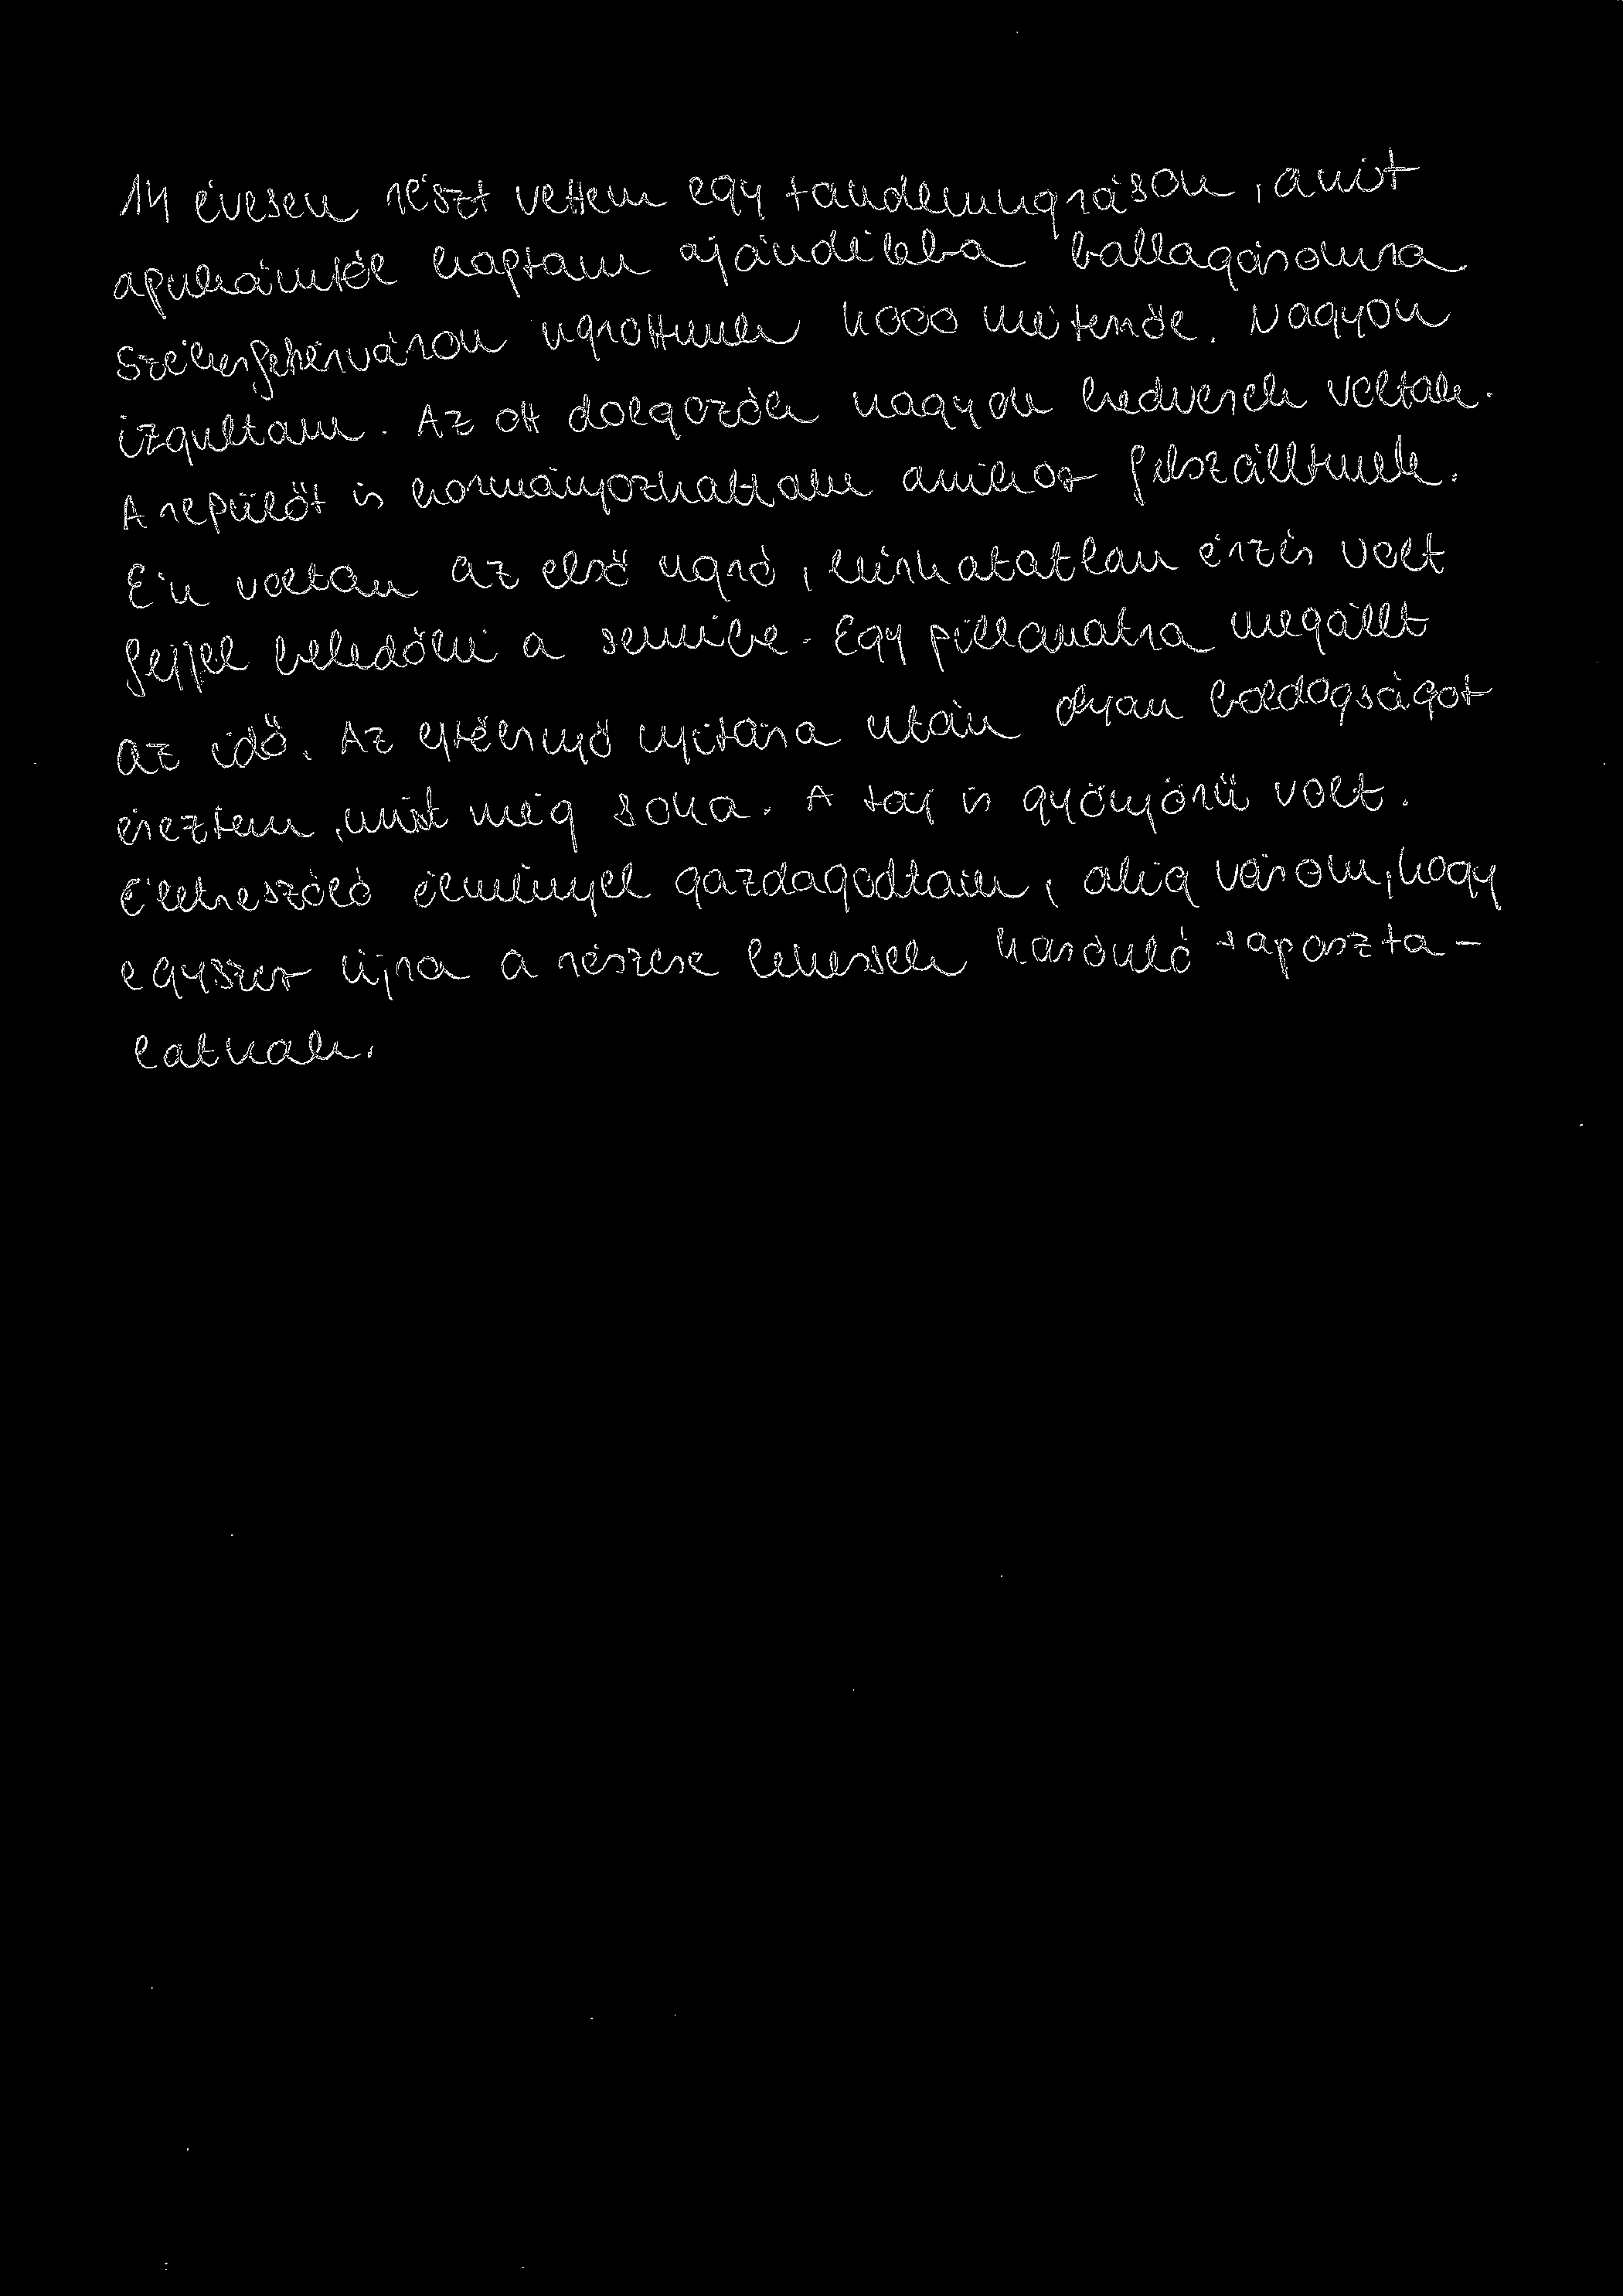 14 évesen részt vettem egy tandemugráson, amit
apukámtól kaptam ajándékba ballagásomra.
Székesfehérváron ugrottunk 4000 méterről. Nagyon
izgultam. Az ott dolgozók nagyon kedvesek voltak.
A repülőt is kormányozhattam amikor felszálltunk.
Én voltam az első ugró, leírhatatlan érzés volt
fejjel beledőlni a semmibe. Egy pillanatra megállt
az idő. Az ejtőernyő nyitása után olyan boldogságot
éreztem, mint még soha. A táj is gyönyörű volt.
Életreszóló élménnyel gazdagodtam, alig várom, hogy
egyszer újra a részese lehessek hasonló tapaszta-
latnak.